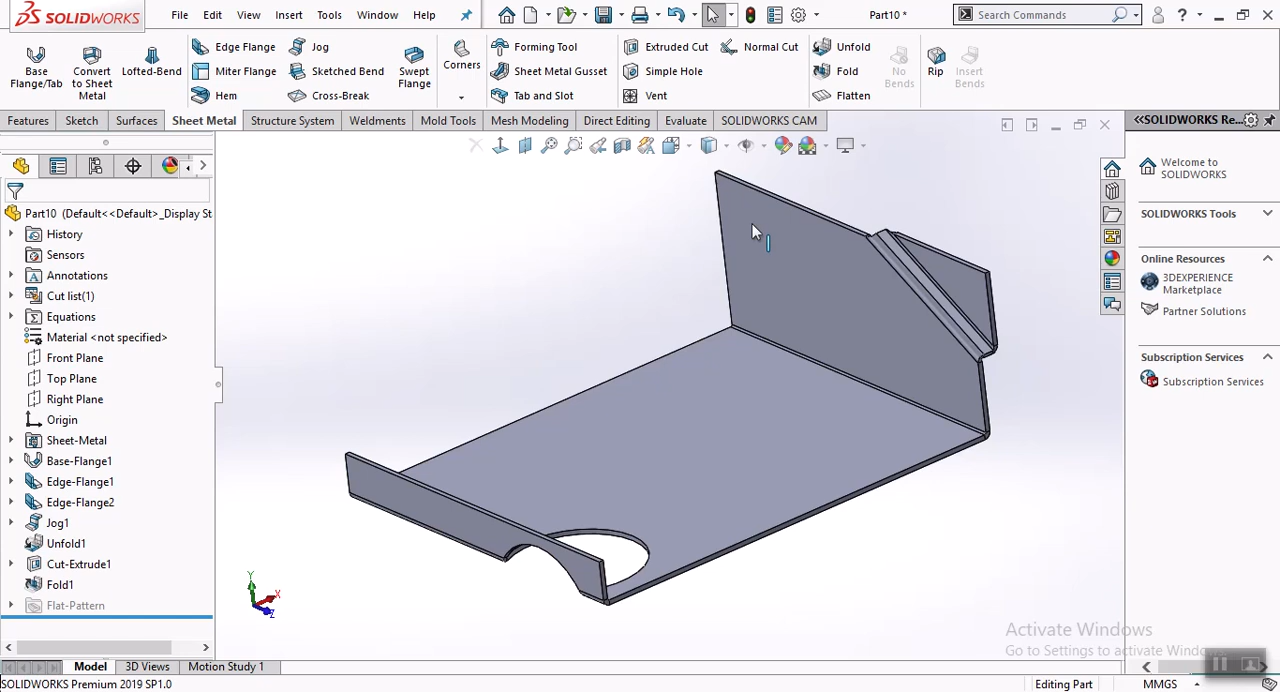 SOLIDWORKS
File Edit View Insert Tools Window Help
Part10 *
Search Commands
?
Base Flange/Tab
Convert to Sheet Metal
Lofted-Bend
Edge Flange
Miter Flange
Hem
Jog
Sketched Bend
Cross-Break
Swept Flange
Corners
Forming Tool
Sheet Metal Gusset
Tab and Slot
Extruded Cut
Simple Hole
Vent
Normal Cut
Unfold
Fold
Flatten
No Bends
Rip
Insert Bends
Features Sketch Surfaces Sheet Metal Structure System Weldments Mold Tools Mesh Modeling Direct Editing Evaluate SOLIDWORKS CAM
Part10 (Default<<Default>_Display St
History
Sensors
Annotations
Cut list(1)
Equations
Material <not specified>
Front Plane
Top Plane
Right Plane
Origin
Sheet-Metal
Base-Flange1
Edge-Flange1
Edge-Flange2
Jog1
Unfold1
Cut-Extrude1
Fold1
Flat-Pattern
Y
X
Z
<<SOLIDWORKS Re...
Welcome to
SOLIDWORKS
SOLIDWORKS Tools
Online Resources
3DEXPERIENCE
Marketplace
Partner Solutions
Subscription Services
Subscription Services
Activate Windows
Go to Settings to activate Windows.
Model 3D Views Motion Study 1
SOLIDWORKS Premium 2019 SP1.0
Editing Part
MMGS